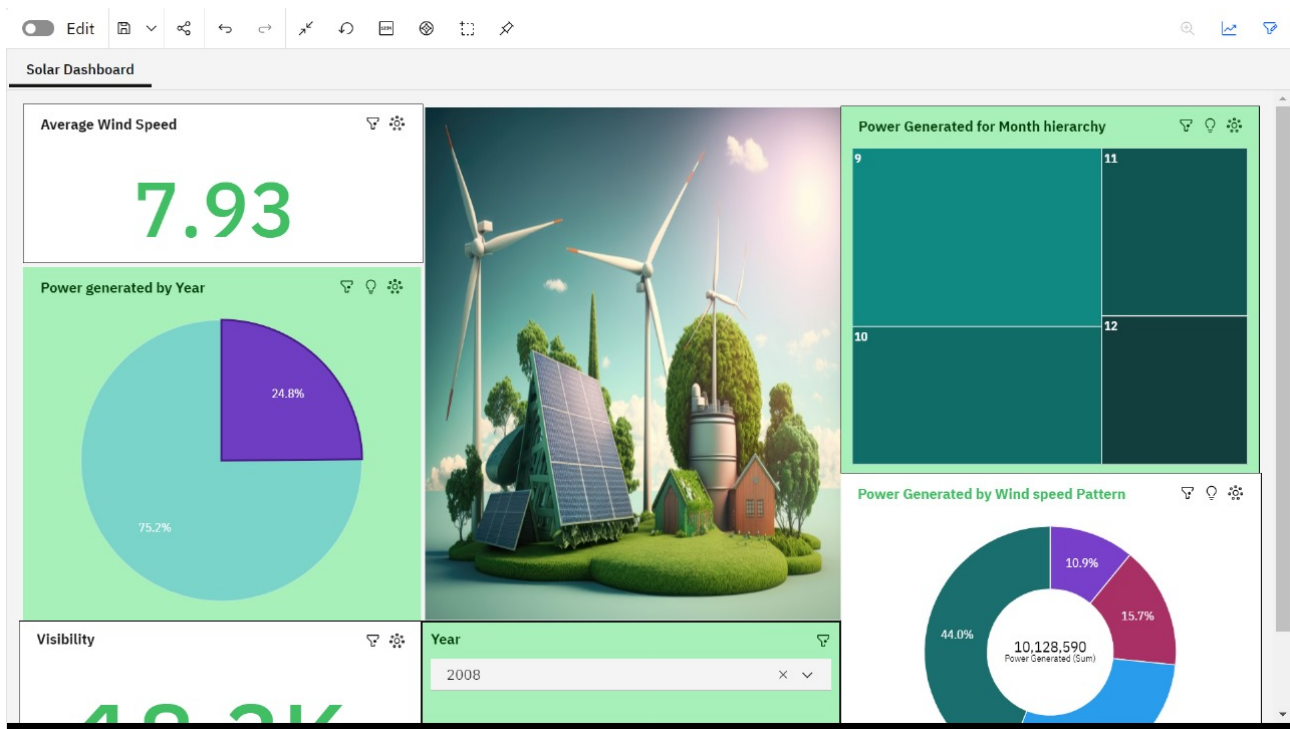 Edit
Solar Dashboard
Average Wind Speed
7.93
Power generated by Year
24.8%
75.2%
Visibility
48.3K
Year
2008
Power Generated for Month hierarchy
9
11
10
12
Power Generated by Wind speed Pattern
10.9%
15.7%
44.0%
10,128,590
Power Generated (Sum)